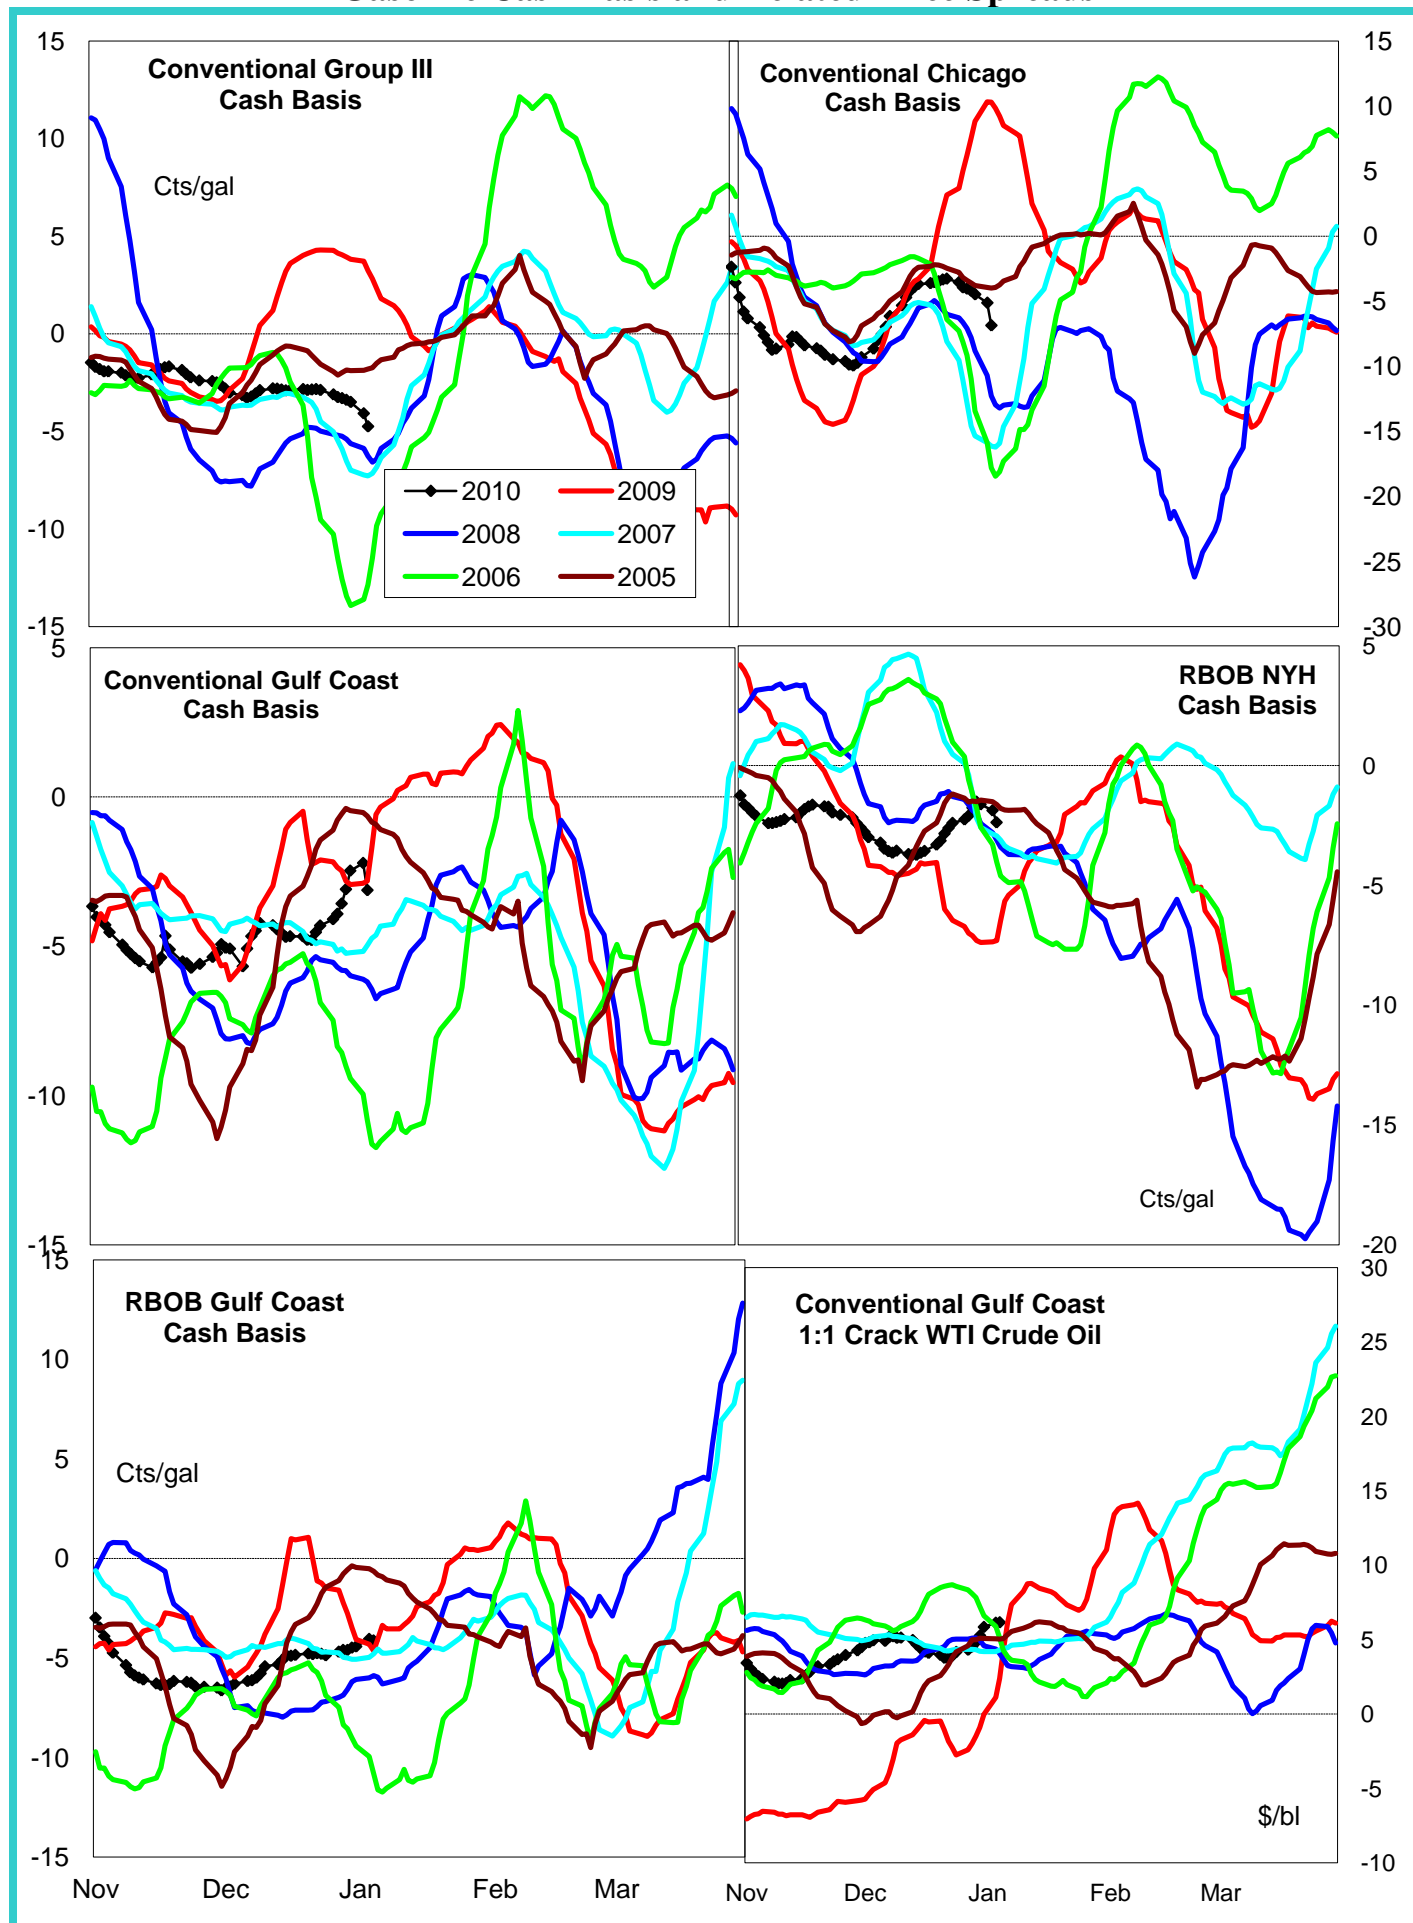 15
15
Conventional Group III
Cash Basis
Conventional Chicago
Cash Basis
10
10
Cts/gal
5
5
0
0
-5
-5
-10
-10
-15
-15
-20
-25
-30
2010
2009
2008
2007
2006
2005
5
5
Conventional Gulf Coast
Cash Basis
RBOB NYH
Cash Basis
0
0
-5
-5
-10
-10
-15
-15
-20
Cts/gal
15
30
RBOB Gulf Coast
Cash Basis
Conventional Gulf Coast
1:1 Crack WTI Crude Oil
10
25
5
20
Cts/gal
15
0
10
-5
5
-10
0
-15
-5
$/bl
-10
Nov
Dec
Jan
Feb
Mar
Nov
Dec
Jan
Feb
Mar